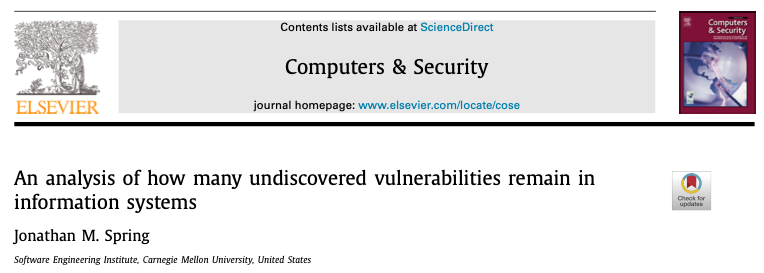 Contents lists available at ScienceDirect
Computers & Security
journal homepage: www.elsevier.com/locate/cose
ELSEVIER
Computers
& Security
An analysis of how many undiscovered vulnerabilities remain in
information systems
Check for
updates
Jonathan M. Spring
Software Engineering Institute, Carnegie Mellon University, United States